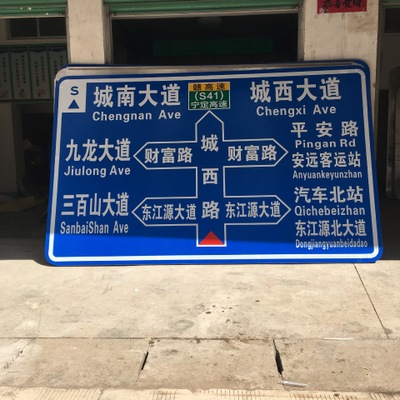 S
城南大道
Chengnan Ave
赣高速
(S41)
宁定高速
城西大道
Chengxi Ave
九龙大道
Jiulong Ave
财富路
城西路
财富路
平安路
Pingan Rd
安远客运站
Anyuankeyunzhan
三百山大道
SanbaiShan Ave
东江源大道
东江源大道
汽车北站
Qichebeizhan
东江源北大道
Dongjiangyuanbeidadao